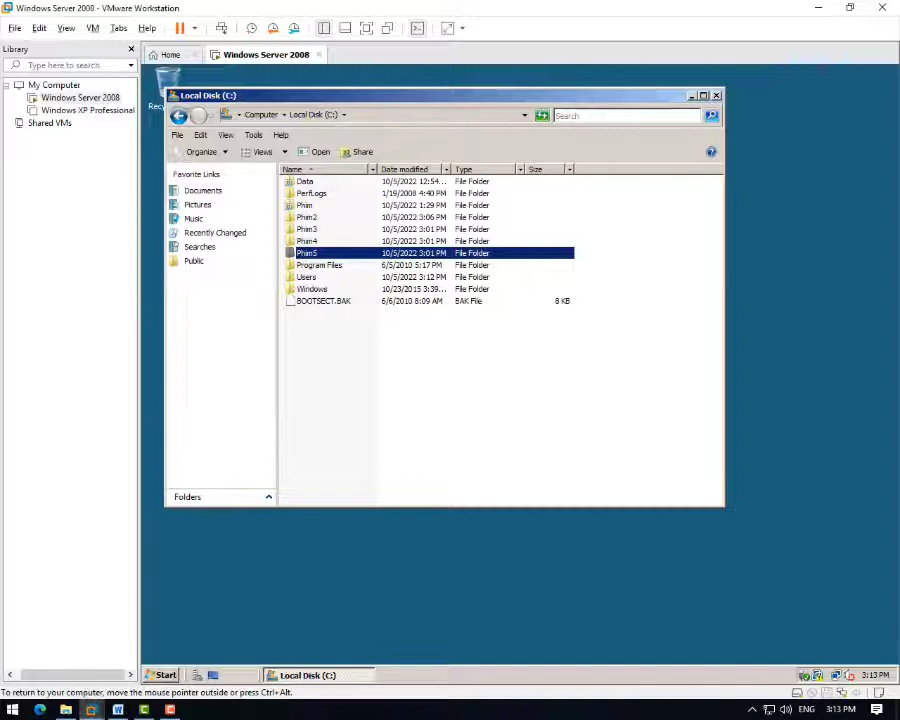 Windows Server 2008 - VMware Workstation
File Edit View VM Tabs Help
Library
Type here to search
My Computer
Windows Server 2008
Windows XP Professional
Shared VMs
Home
Windows Server 2008
Recy
Local Disk (C:)
Computer Local Disk (C:)
Search
File Edit View Tools Help
Organize Views Open Share
Favorite Links
Documents
Pictures
Music
Recently Changed
Searches
Public
Folders
Name Date modified Type Size
Data 10/5/2022 12:54... File Folder
PerfLogs 1/19/2008 4:40 PM File Folder
Phim 10/5/2022 1:29 PM File Folder
Phim2 10/5/2022 3:06 PM File Folder
Phim3 10/5/2022 3:01 PM File Folder
Phim4 10/5/2022 3:01 PM File Folder
Phim5 10/5/2022 3:01 PM File Folder
Program Files 6/5/2010 5:17 PM File Folder
Users 10/5/2022 3:12 PM File Folder
Windows 10/23/2015 3:39... File Folder
BOOTSECT.BAK 6/6/2010 8:09 AM BAK File 8 KB
Start
Local Disk (C:)
3:13 PM
To return to your computer, move the mouse pointer outside or press Ctrl+Alt.
ENG 3:13 PM